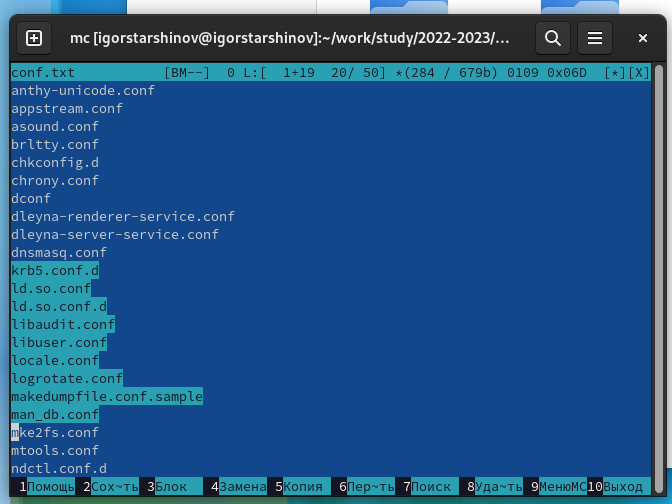 mc [igorstarshinov@igorstarshinov]:~/work/study/2022-2023/...
conf.txt [BM--] 0 L:[ 1+19 20/ 50] *(284 / 679b) 0109 0x06D [*][X]
anthy-unicode.conf
appstream.conf
asound.conf
brltty.conf
chkconfig.d
chrony.conf
dconf
dleyna-renderer-service.conf
dleyna-server-service.conf
dnsmasq.conf
krb5.conf.d
ld.so.conf
ld.so.conf.d
libaudit.conf
libuser.conf
locale.conf
logrotate.conf
makedumpfile.conf.sample
man_db.conf
mke2fs.conf
mtools.conf
ndctl.conf.d
1Помощь 2Сох~ть 3Блок 4Замена 5Копия 6Пер~ть 7Поиск 8Уда~ть 9МенюMC 10Выход